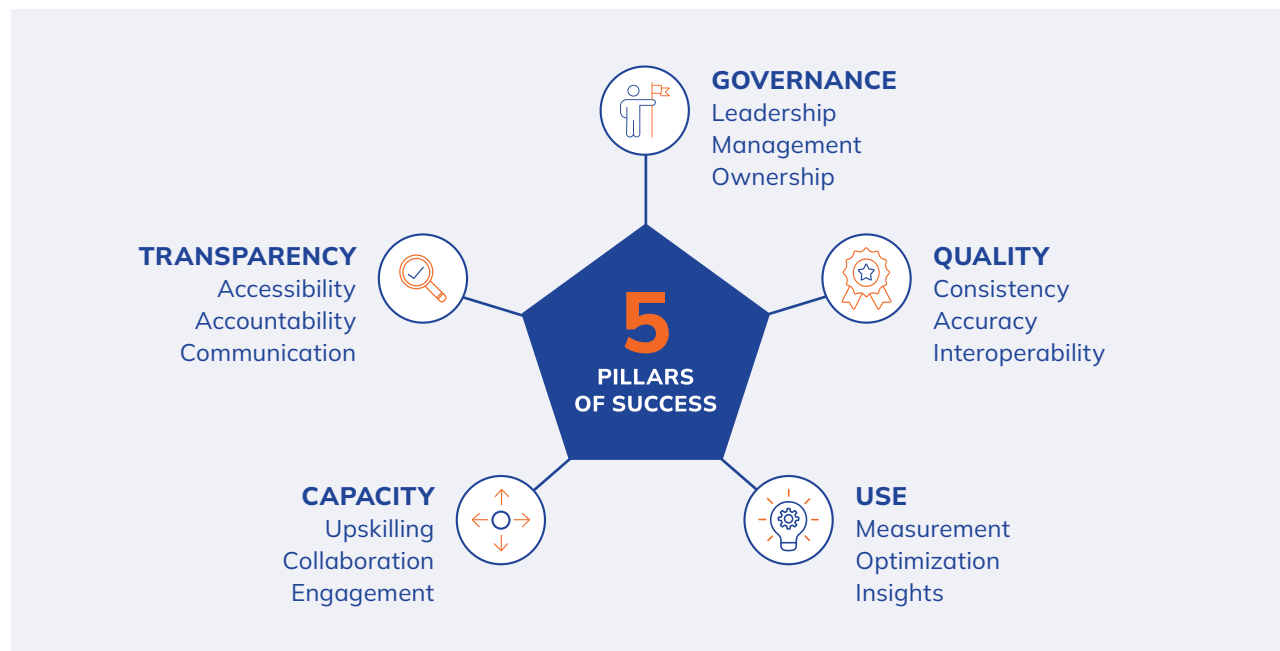 GOVERNANCE
Leadership
Management
Ownership
TRANSPARENCY
Accessibility
Accountability
Communication
QUALITY
Consistency
Accuracy
Interoperability
5
PILLARS
OF SUCCESS
CAPACITY
Upskilling
Collaboration
Engagement
USE
Measurement
Optimization
Insights